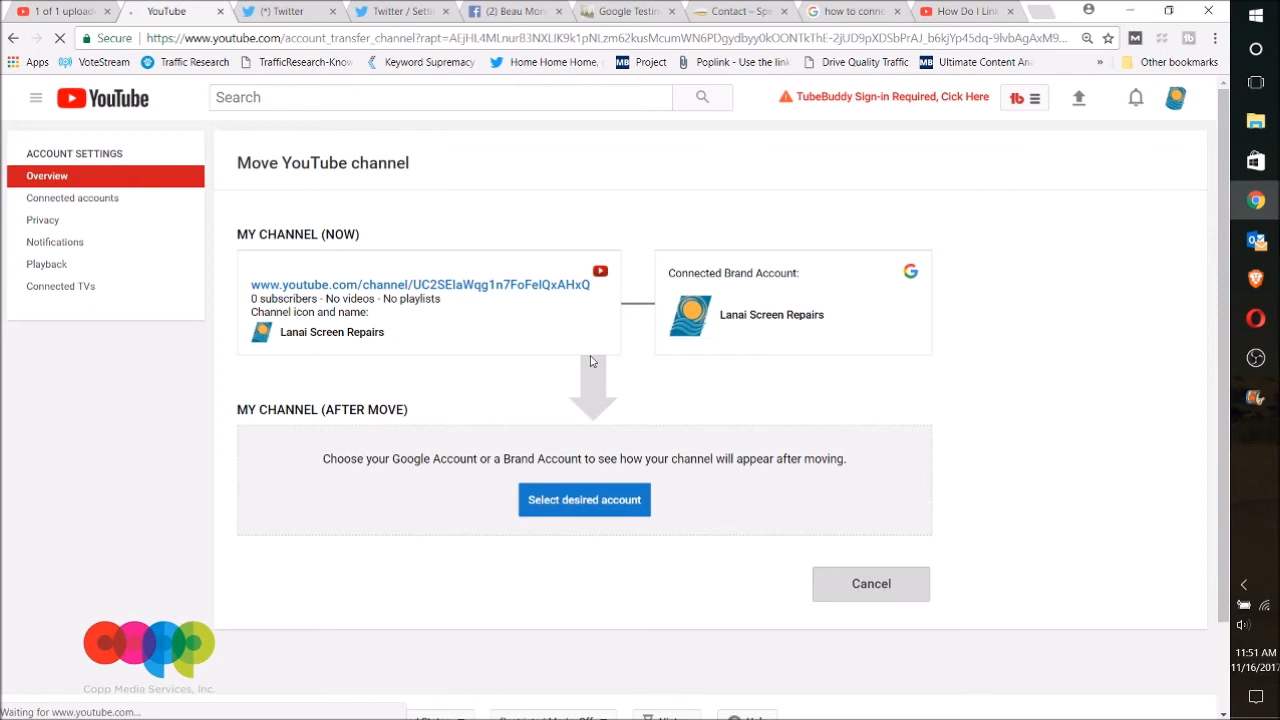 1 of 1 upload
YouTube
(*) Twitter
Twitter / Setti
(2) Beau Mon
Google Testin
Contact – Spe
how to conne
How Do I Link
Secure
https://www.youtube.com/account_transfer_channel?rapt=
Apps
VoteStream
Traffic Research
TrafficResearch-Know
Keyword Supremacy
Home Home Home,
Project
Poplink - Use the link
Drive Quality Traffic
Ultimate Content Ana
»
Other bookmarks
YouTube
Search
TubeBuddy Sign-in Required, Click Here
tb
ACCOUNT SETTINGS
Overview
Connected accounts
Privacy
Notifications
Playback
Connected TVs
Move YouTube channel
MY CHANNEL (NOW)
www.youtube.com/channel/UC2SElaWqg1n7FoFeIQxAHxQ
0 subscribers - No videos - No playlists
Channel icon and name:
Lanai Screen Repairs
Connected Brand Account:
Lanai Screen Repairs
MY CHANNEL (AFTER MOVE)
Choose your Google Account or a Brand Account to see how your channel will appear after moving.
Select desired account
Cancel
copp
Copp Media Services, Inc.
Waiting for www.youtube.com...
11:51 AM
11/16/2017